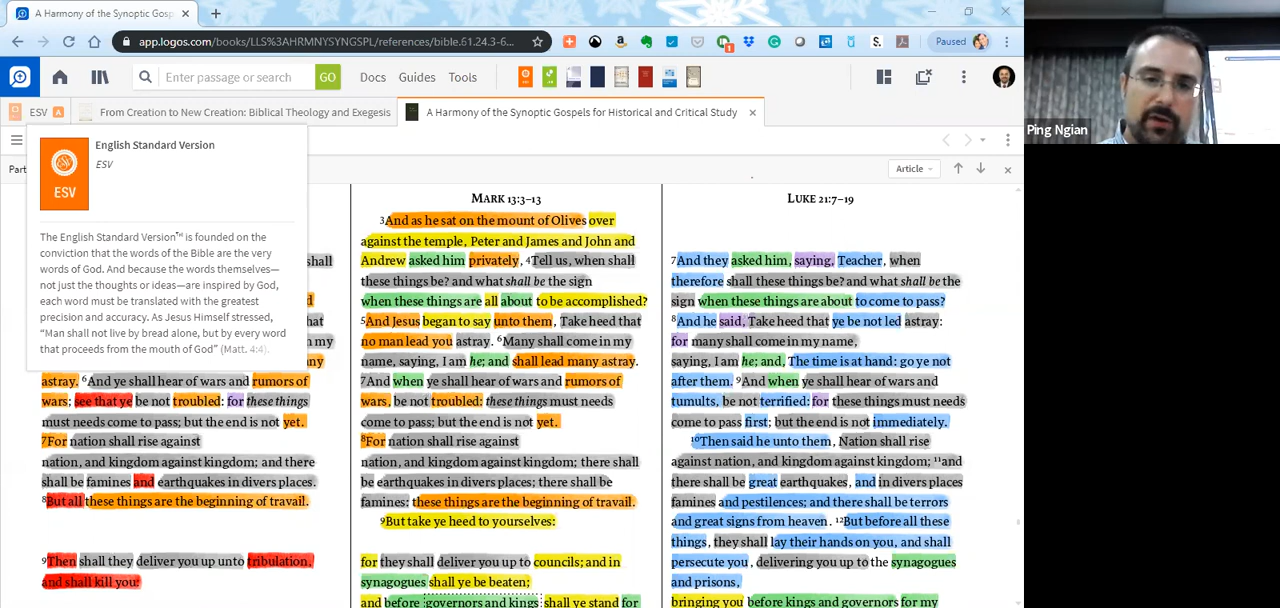 A Harmony of the Synoptic Gosp
Paused
app.logos.com/books/LLS%3AHRMNYSYNGSPL/references/bible.61.24.3-6...
Enter passage or search
GO
Docs
Guides
Tools
ESV A
From Creation to New Creation: Biblical Theology and Exegesis
A Harmony of the Synoptic Gospels for Historical and Critical Study
Ping Ngian
English Standard Version
ESV
ESV
The English Standard Version™ is founded on the
conviction that the words of the Bible are the very
words of God. And because the words themselves—
not just the thoughts or ideas—are inspired by God,
each word must be translated with the greatest
precision and accuracy. As Jesus Himself stressed,
“Man shall not live by bread alone, but by every word
that proceeds from the mouth of God” (Matt. 4:4).
Part
Article
shall
hat
n my
any
astray. 6And ye shall hear of wars and rumors of
wars; see that ye be not troubled: for these things
must needs come to pass; but the end is not yet.
7For nation shall rise against
nation, and kingdom against kingdom; and there
shall be famines and earthquakes in divers places.
8But all these things are the beginning of travail.
9Then shall they deliver you up unto tribulation,
and shall kill you:
MARK 13:3–13
3And as he sat on the mount of Olives over
against the temple, Peter and James and John and
Andrew asked him privately, 4Tell us, when shall
these things be? and what shall be the sign
when these things are all about to be accomplished?
5And Jesus began to say unto them, Take heed that
no man lead you astray. 6Many shall come in my
name, saying, I am he; and shall lead many astray.
7And when ye shall hear of wars and rumors of
wars, be not troubled: these things must needs
come to pass; but the end is not yet.
8For nation shall rise against
nation, and kingdom against kingdom; there shall
be earthquakes in divers places; there shall be
famines: these things are the beginning of travail.
9But take ye heed to yourselves:
for they shall deliver you up to councils; and in
synagogues shall ye be beaten;
and before governors and kings shall ye stand for
LUKE 21:7–19
7And they asked him, saying, Teacher, when
therefore shall these things be? and what shall be the
sign when these things are about to come to pass?
8And he said, Take heed that ye be not led astray:
for many shall come in my name,
saying, I am he; and, The time is at hand: go ye not
after them. 9And when ye shall hear of wars and
tumults, be not terrified: for these things must needs
come to pass first; but the end is not immediately.
10Then said he unto them, Nation shall rise
against nation, and kingdom against kingdom; 11and
there shall be great earthquakes, and in divers places
famines and pestilences; and there shall be terrors
and great signs from heaven. 12But before all these
things, they shall lay their hands on you, and shall
persecute you, delivering you up to the synagogues
and prisons,
bringing you before kings and governors for my